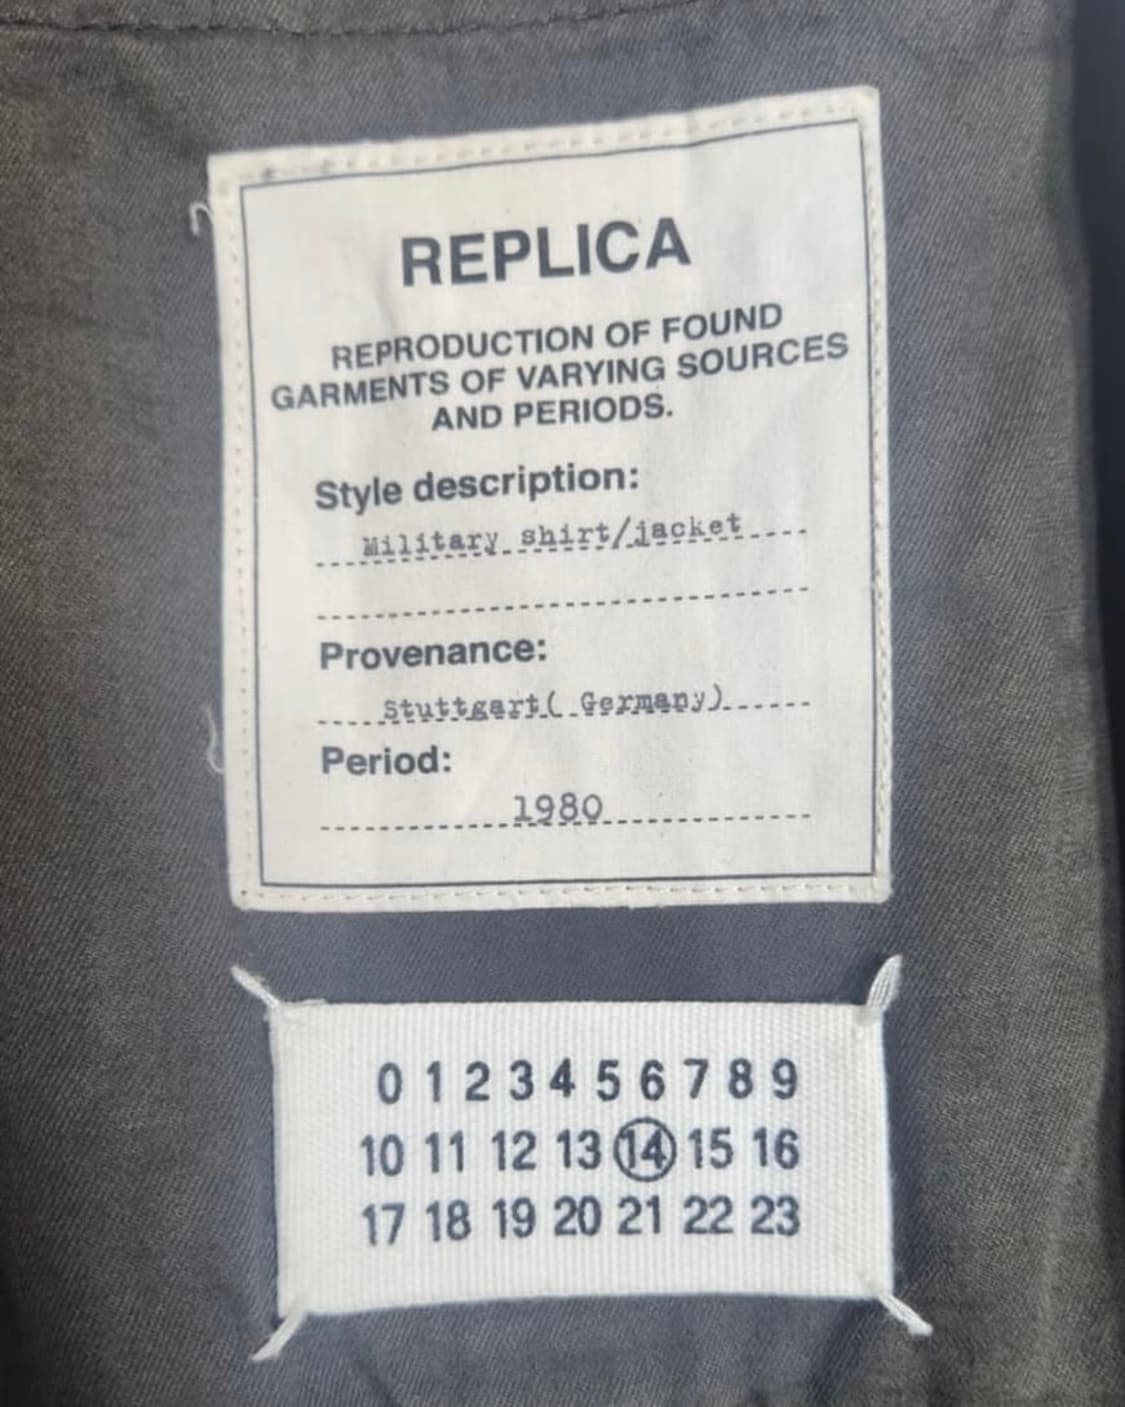 REPLICA
REPRODUCTION OF FOUND
GARMENTS OF VARYING SOURCES
AND PERIODS.
Style description:
Military shirt/jacket
Provenance:
Stuttgart( Germany)
Period:
1980
0 1 2 3 4 5 6 7 8 9
10 11 12 13 14 15 16
17 18 19 20 21 22 23